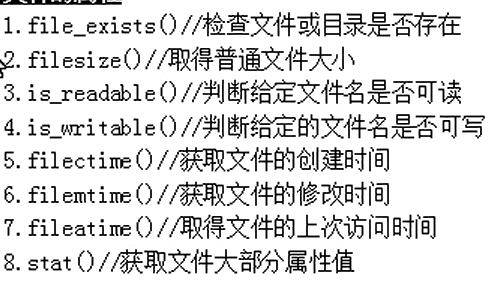 1.file_exists()//检查文件或目录是否存在
2.filesize()//取得普通文件大小
3.is_readable()//判断给定文件名是否可读
4.is_writable()//判断给定的文件名是否可写
5.filectime()//获取文件的创建时间
6.filemtime()//获取文件的修改时间
7.fileatime()//取得文件的上次访问时间
8.stat()//获取文件大部分属性值